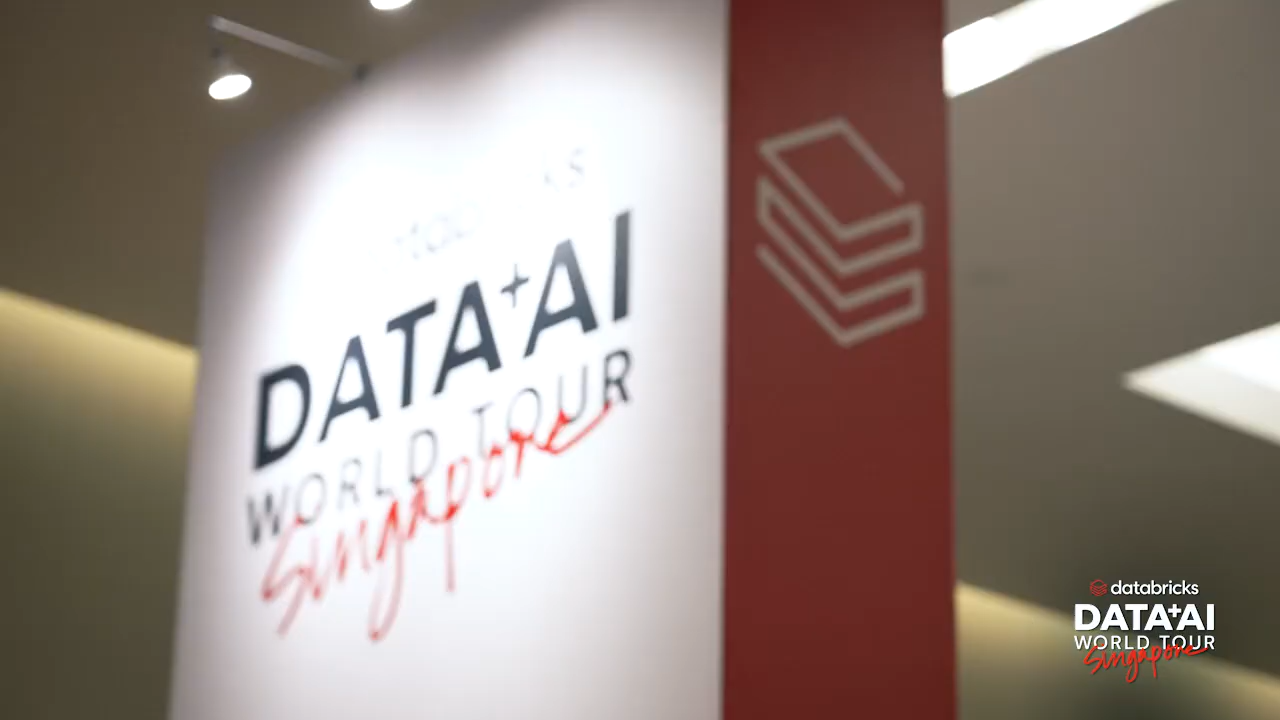 DATA+AI
WORLD TOUR
Singapore
databricks
DATA+AI
WORLD TOUR
Singapore